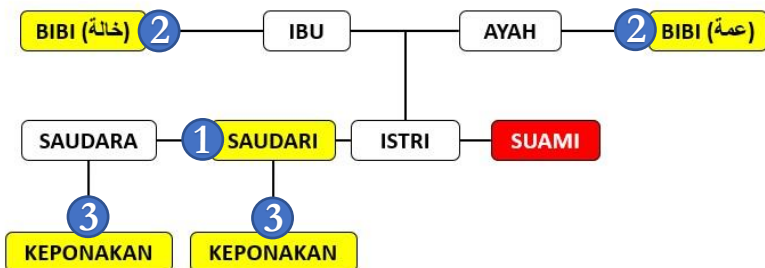 BIBI (خالة) 2 IBU AYAH 2 BIBI (عمة)
SAUDARA 1 SAUDARI ISTRI SUAMI
3 3
KEPONAKAN KEPONAKAN